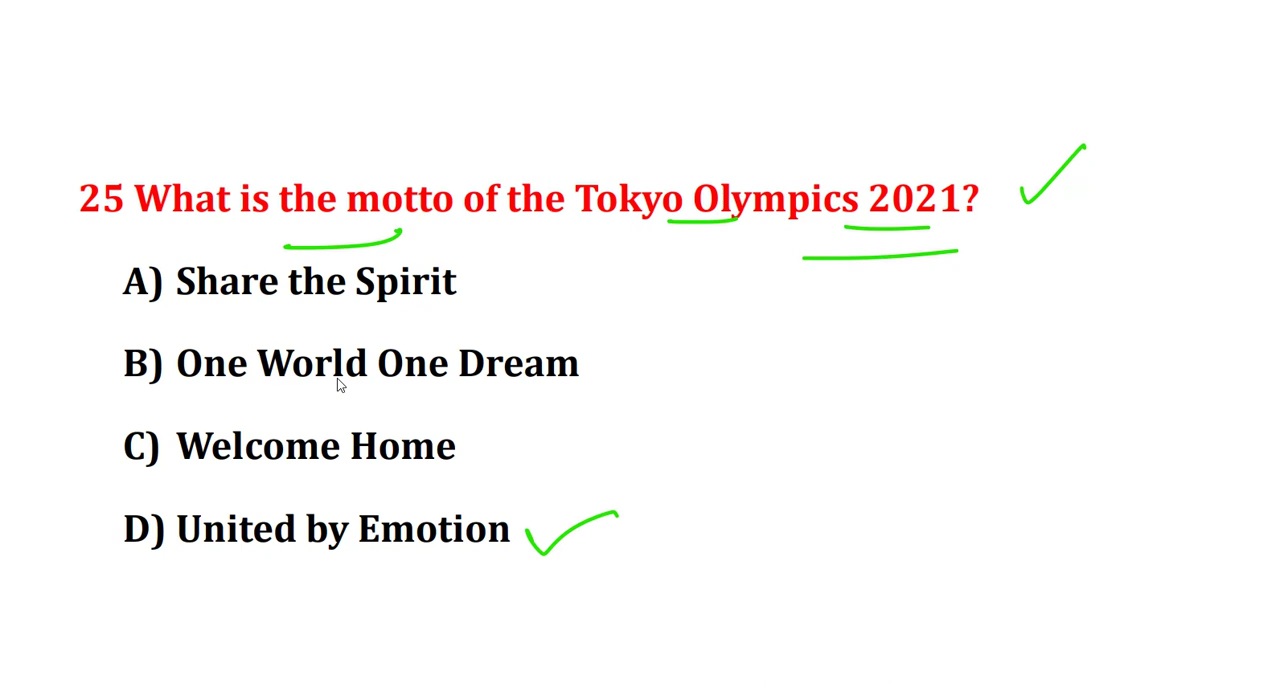 25 What is the motto of the Tokyo Olympics 2021?
A) Share the Spirit
B) One World One Dream
C) Welcome Home
D) United by Emotion